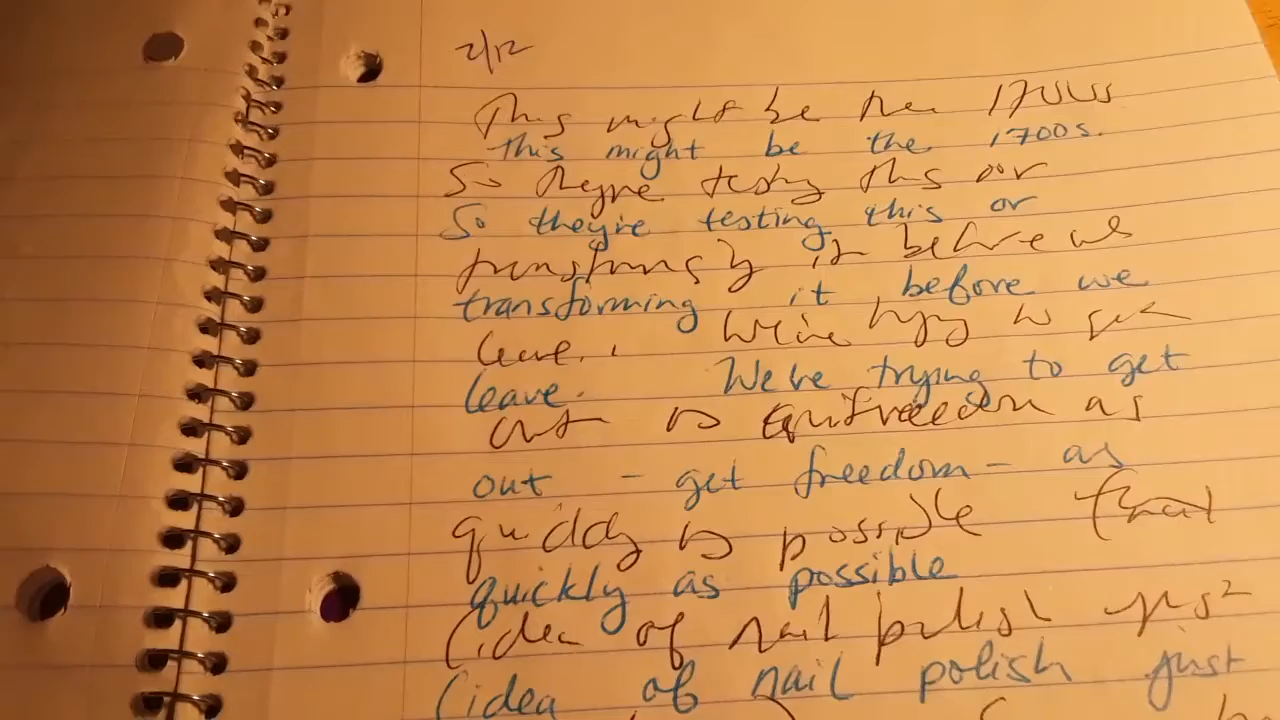 2/12
This might be the 1700s
This might be the 1700s.
So they're testing this or
So they're testing this or
transforming it before we
transforming it, before we
leave. We're trying to get
leave. We're trying to get
out as freedom as
out - get freedom - as
quickly as possible
quickly as possible
(idea of nail polish just
(idea of nail polish just